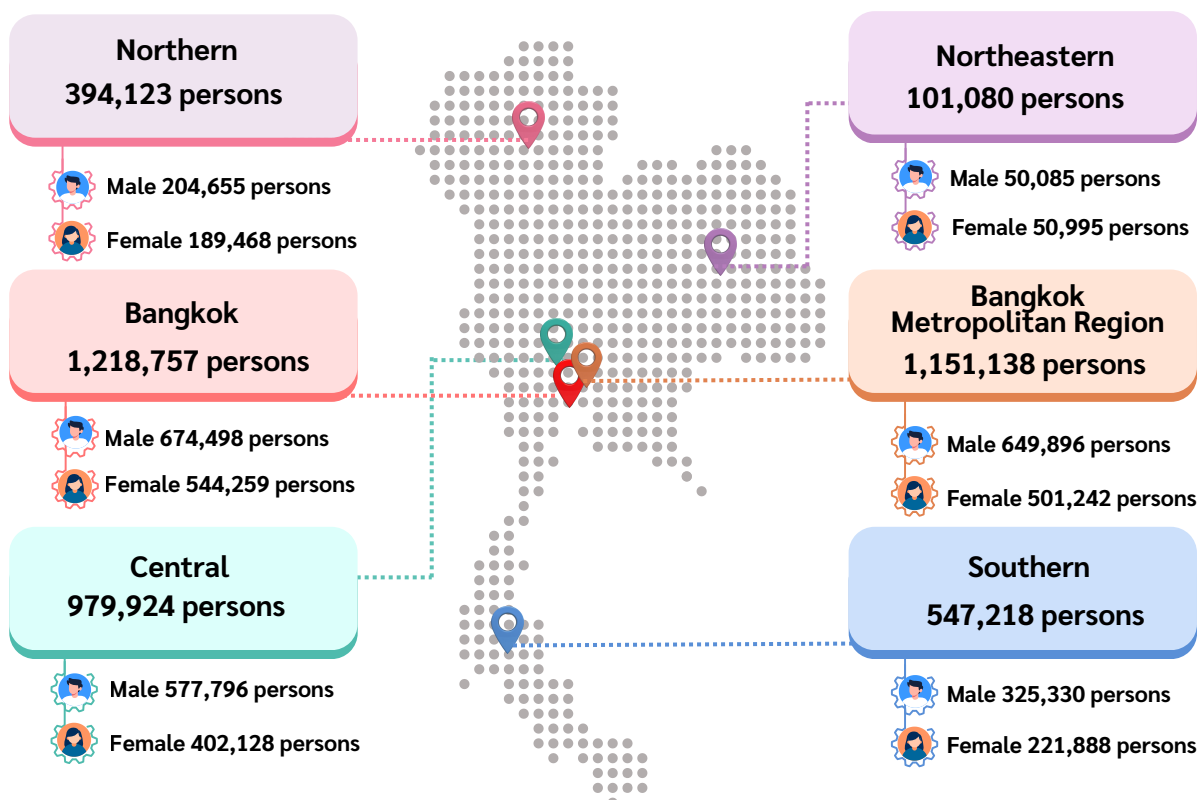 Northern
394,123 persons
Male 204,655 persons
Female 189,468 persons
Northeastern
101,080 persons
Male 50,085 persons
Female 50,995 persons
Bangkok
1,218,757 persons
Male 674,498 persons
Female 544,259 persons
Bangkok
Metropolitan Region
1,151,138 persons
Male 649,896 persons
Female 501,242 persons
Central
979,924 persons
Male 577,796 persons
Female 402,128 persons
Southern
547,218 persons
Male 325,330 persons
Female 221,888 persons